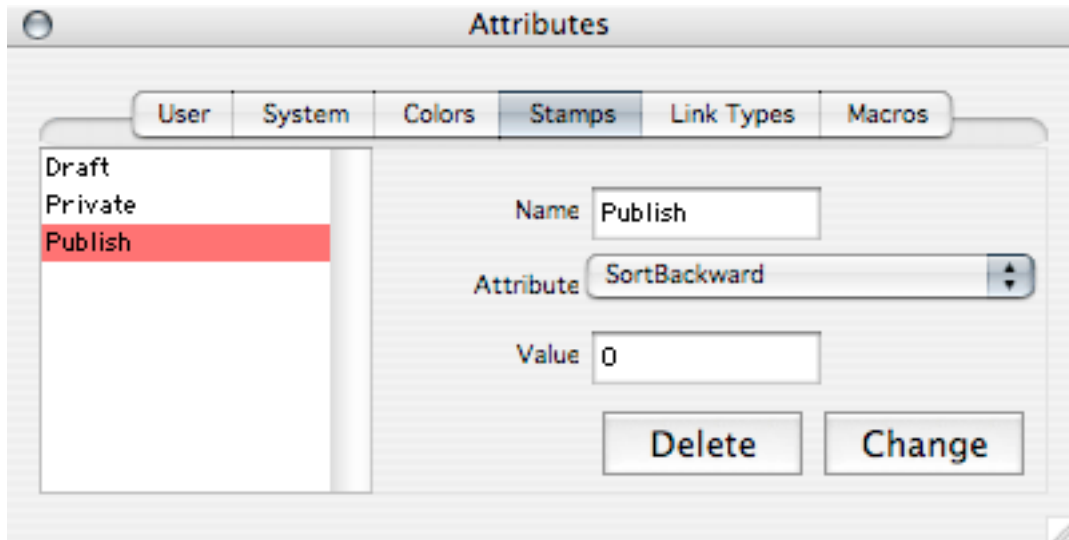 Attributes
User System Colors Stamps Link Types Macros
Draft
Private
Publish
Name Publish
Attribute SortBackward
Value 0
Delete Change